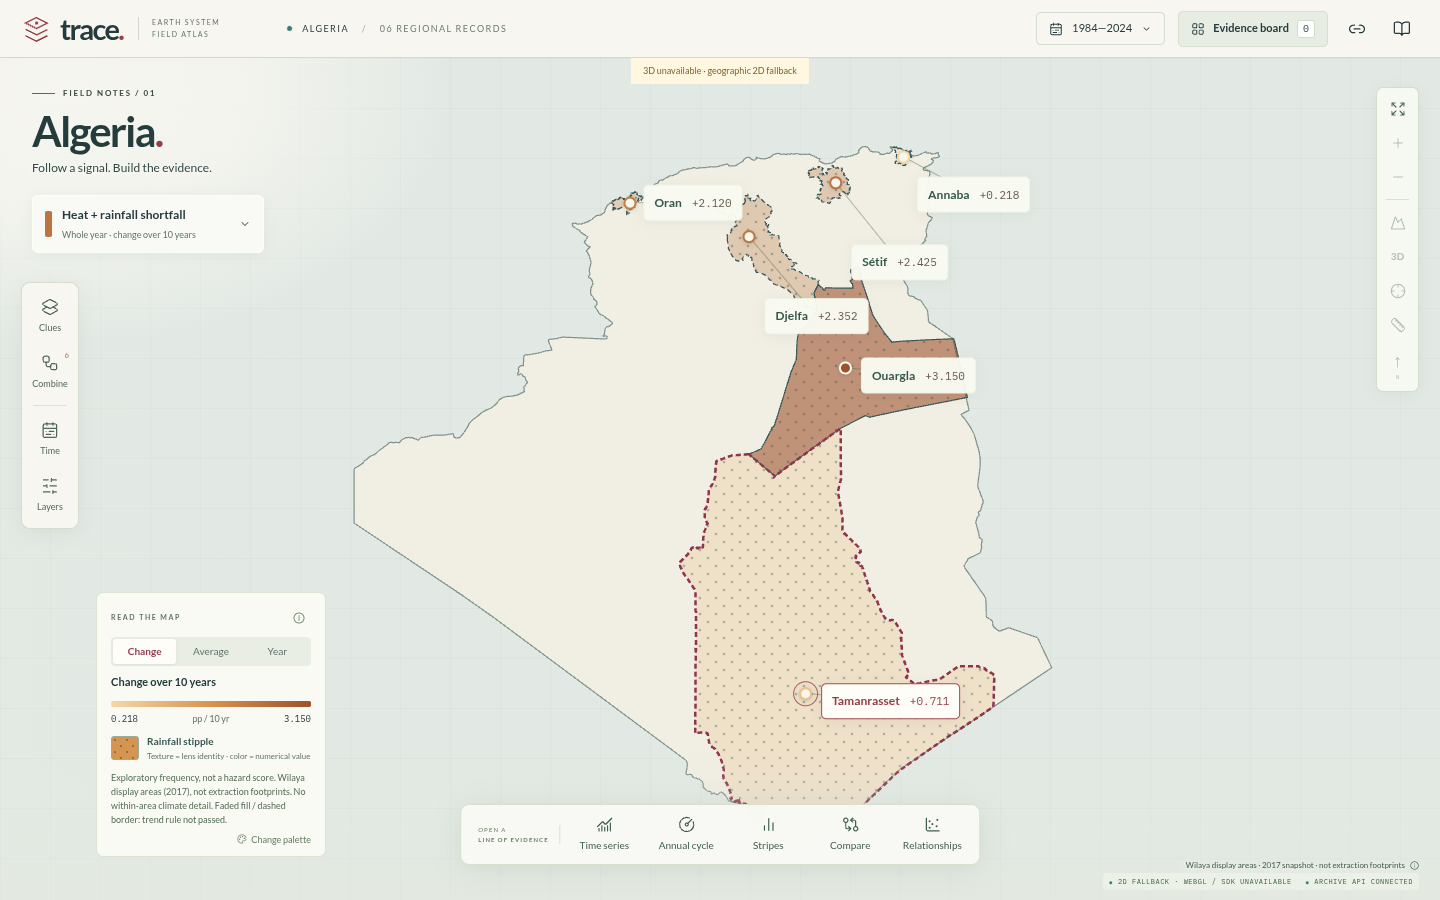 trace.
EARTH SYSTEM
FIELD ATLAS
ALGERIA / 06 REGIONAL RECORDS
1984—2024
Evidence board 0
3D unavailable · geographic 2D fallback
FIELD NOTES / 01
Algeria.
Follow a signal. Build the evidence.
Heat + rainfall shortfall
Whole year · change over 10 years
Clues
Combine 6
Time
Layers
3D
N
Oran +2.120
Annaba +0.218
Sétif +2.425
Djelfa +2.352
Ouargla +3.150
Tamanrasset +0.711
READ THE MAP
Change Average Year
Change over 10 years
0.218 pp / 10 yr 3.150
Rainfall stipple
Texture = lens identity · color = numerical value
Exploratory frequency, not a hazard score. Wilaya
display areas (2017), not extraction footprints. No
within-area climate detail. Faded fill / dashed
border: trend rule not passed.
Change palette
OPEN A
LINE OF EVIDENCE
Time series
Annual cycle
Stripes
Compare
Relationships
Wilaya display areas · 2017 snapshot · not extraction footprints
2D FALLBACK · WEBGL / SDK UNAVAILABLE
ARCHIVE API CONNECTED